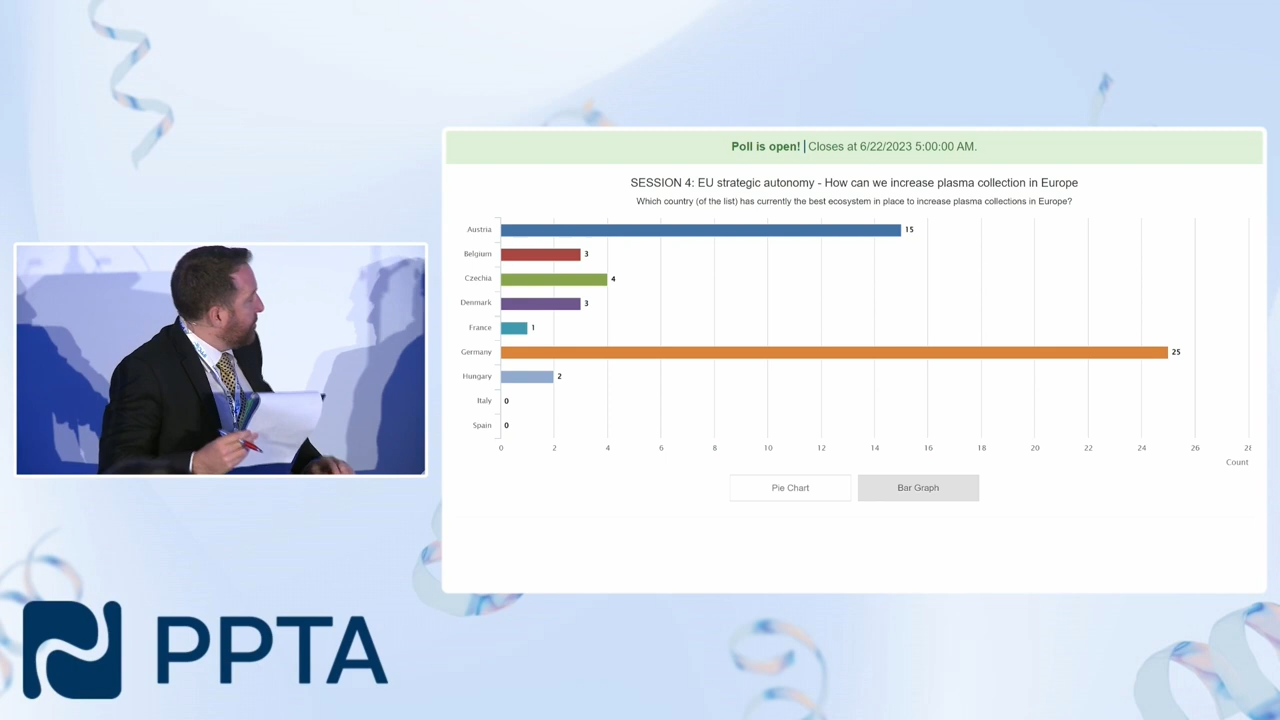 Poll is open! | Closes at 6/22/2023 5:00:00 AM.
SESSION 4: EU strategic autonomy - How can we increase plasma collection in Europe
Which country (of the list) has currently the best ecosystem in place to increase plasma collections in Europe?
Austria 15
Belgium 3
Czechia 4
Denmark 3
France 1
Germany 25
Hungary 2
Italy 0
Spain 0
0 2 4 6 8 10 12 14 16 18 20 22 24 26
Count
Pie Chart Bar Graph
PPTA